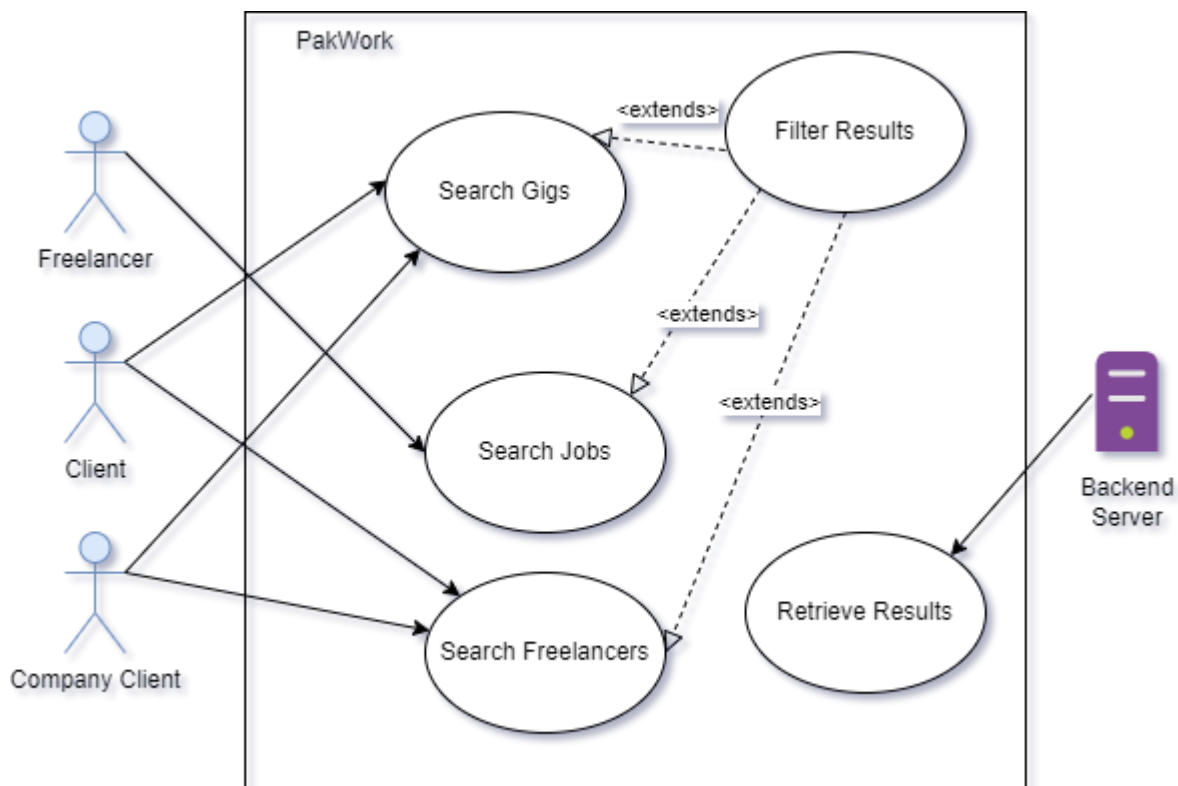 PakWork
Filter Results
<extends>
Search Gigs
Freelancer
<extends>
<extends>
Search Jobs
Client
Backend
Server
Retrieve Results
Search Freelancers
Company Client